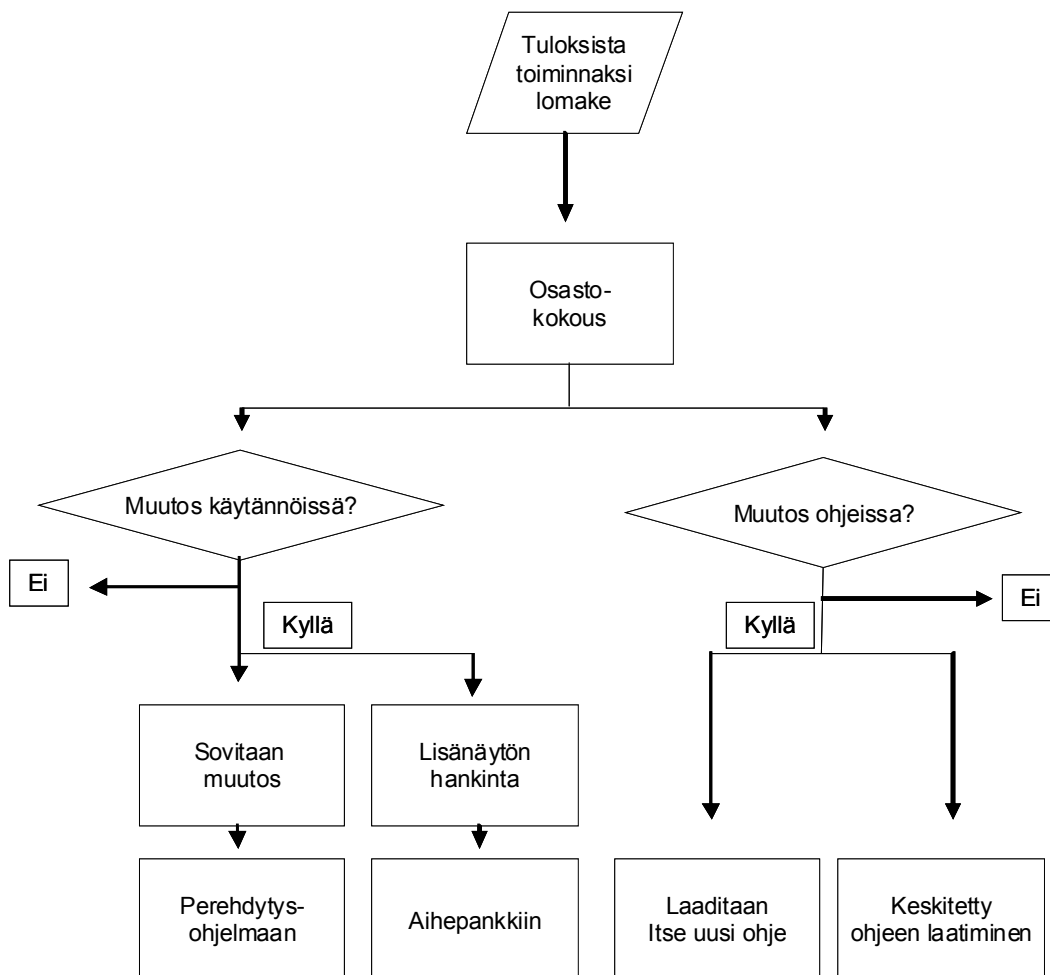 Tuloksista
toiminnaksi
lomake
Osasto-
kokous
Muutos käytännöissä?
Muutos ohjeissa?
Ei
Kyllä
Kyllä
Ei
Sovitaan
muutos
Lisänäytön
hankinta
Perehdytys-
ohjelmaan
Aihepankkiin
Laaditaan
Itse uusi ohje
Keskitetty
ohjeen laatiminen